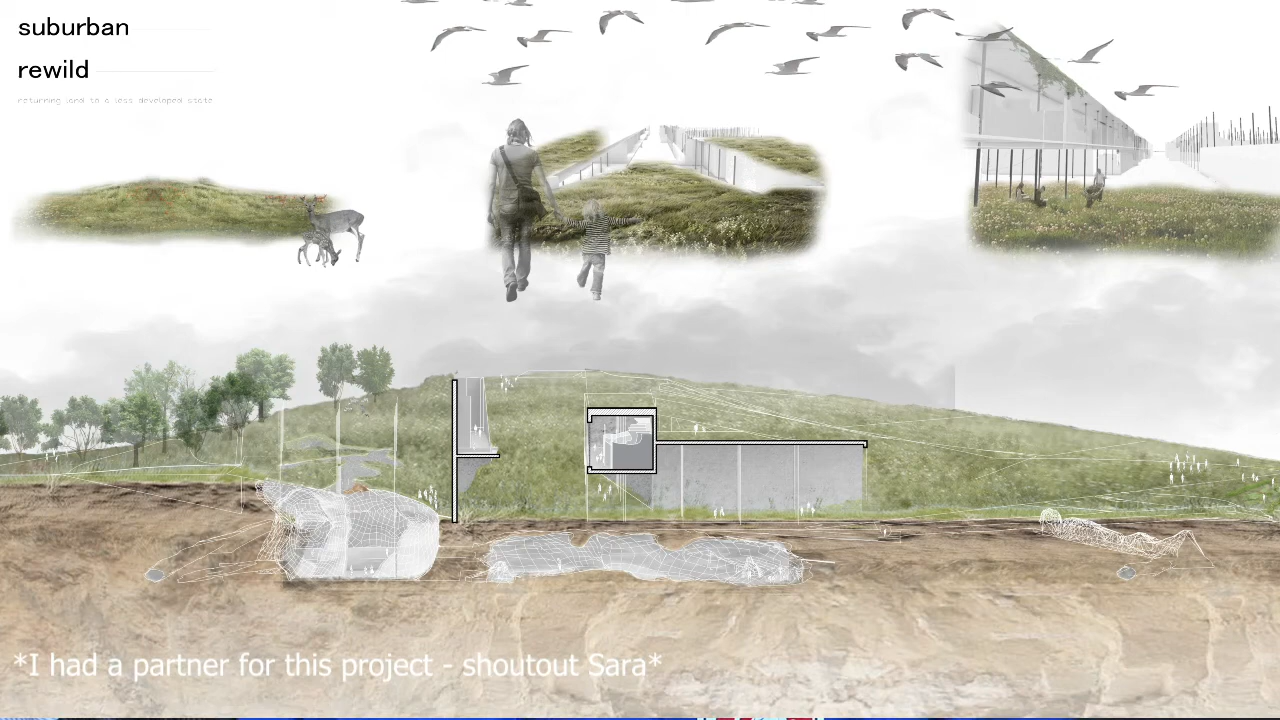 suburban
rewild
returning land to a less developed state
*I had a partner for this project - shoutout Sara*